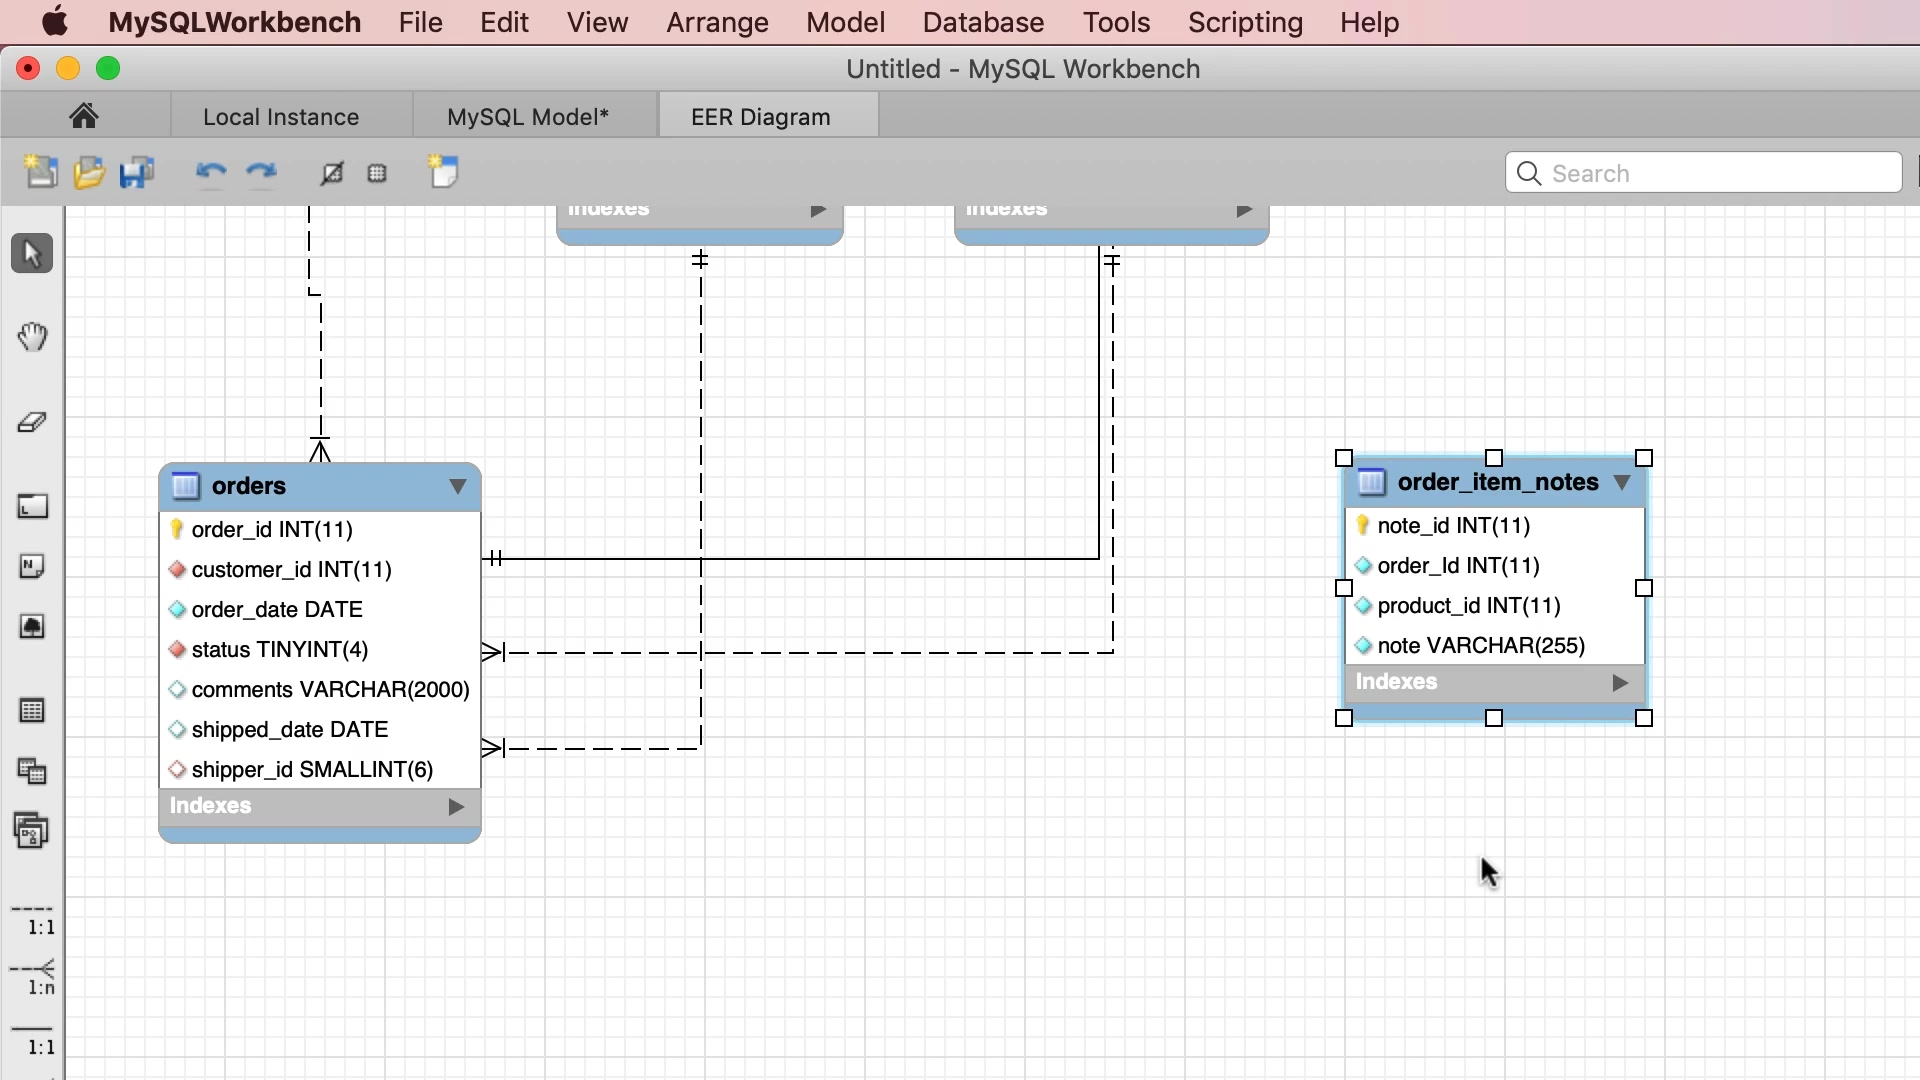 MySQLWorkbench File Edit View Arrange Model Database Tools Scripting Help
Untitled - MySQL Workbench
Local Instance MySQL Model* EER Diagram
Search
Indexes
Indexes
orders
order_id INT(11)
customer_id INT(11)
order_date DATE
status TINYINT(4)
comments VARCHAR(2000)
shipped_date DATE
shipper_id SMALLINT(6)
Indexes
order_item_notes
note_id INT(11)
order_Id INT(11)
product_id INT(11)
note VARCHAR(255)
Indexes
N
1:1
1:n
1:1